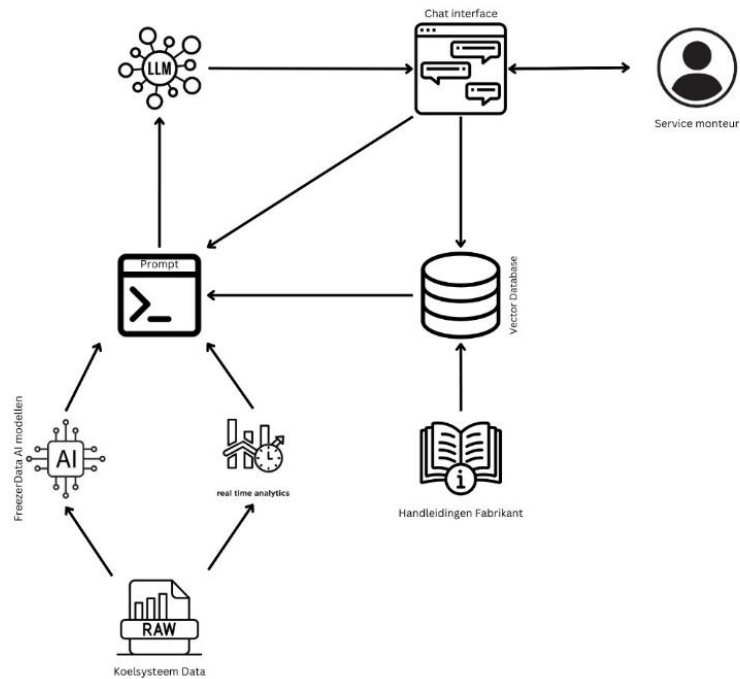 Chat interface
LLM
Service monteur
Prompt
Vector Database
FreezerData AI modellen
AI
real time analytics
i
Handleidingen Fabrikant
RAW
Koelsysteem Data